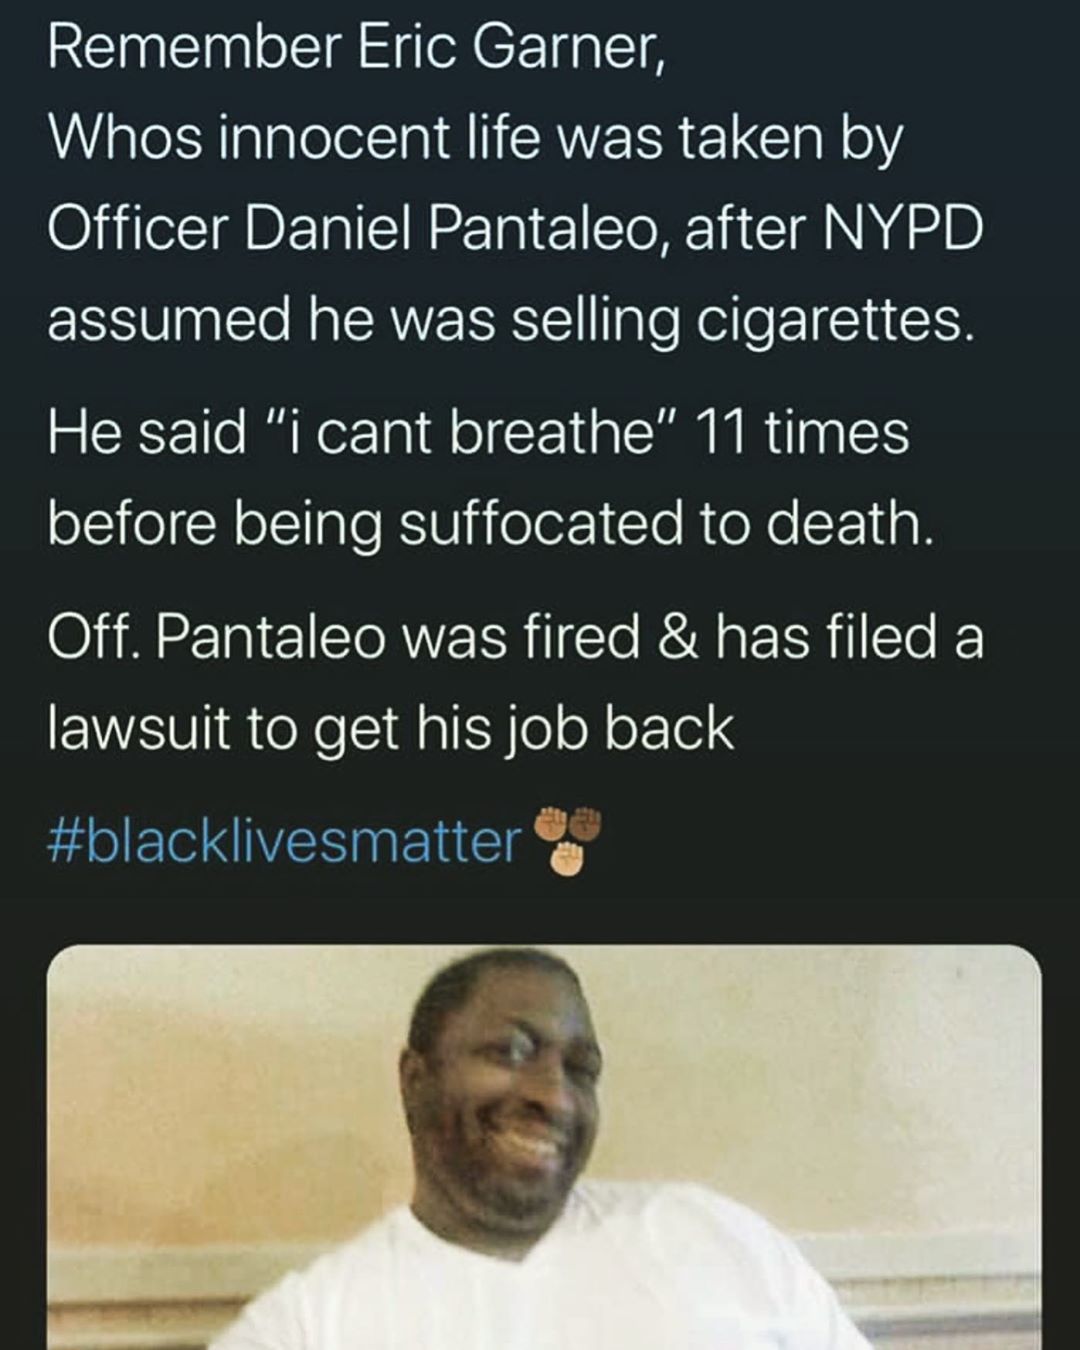 Remember Eric Garner,
Whos innocent life was taken by
Officer Daniel Pantaleo, after NYPD
assumed he was selling cigarettes.
He said "i cant breathe" 11 times
before being suffocated to death.
Off. Pantaleo was fired & has filed a
lawsuit to get his job back
#blacklivesmatter